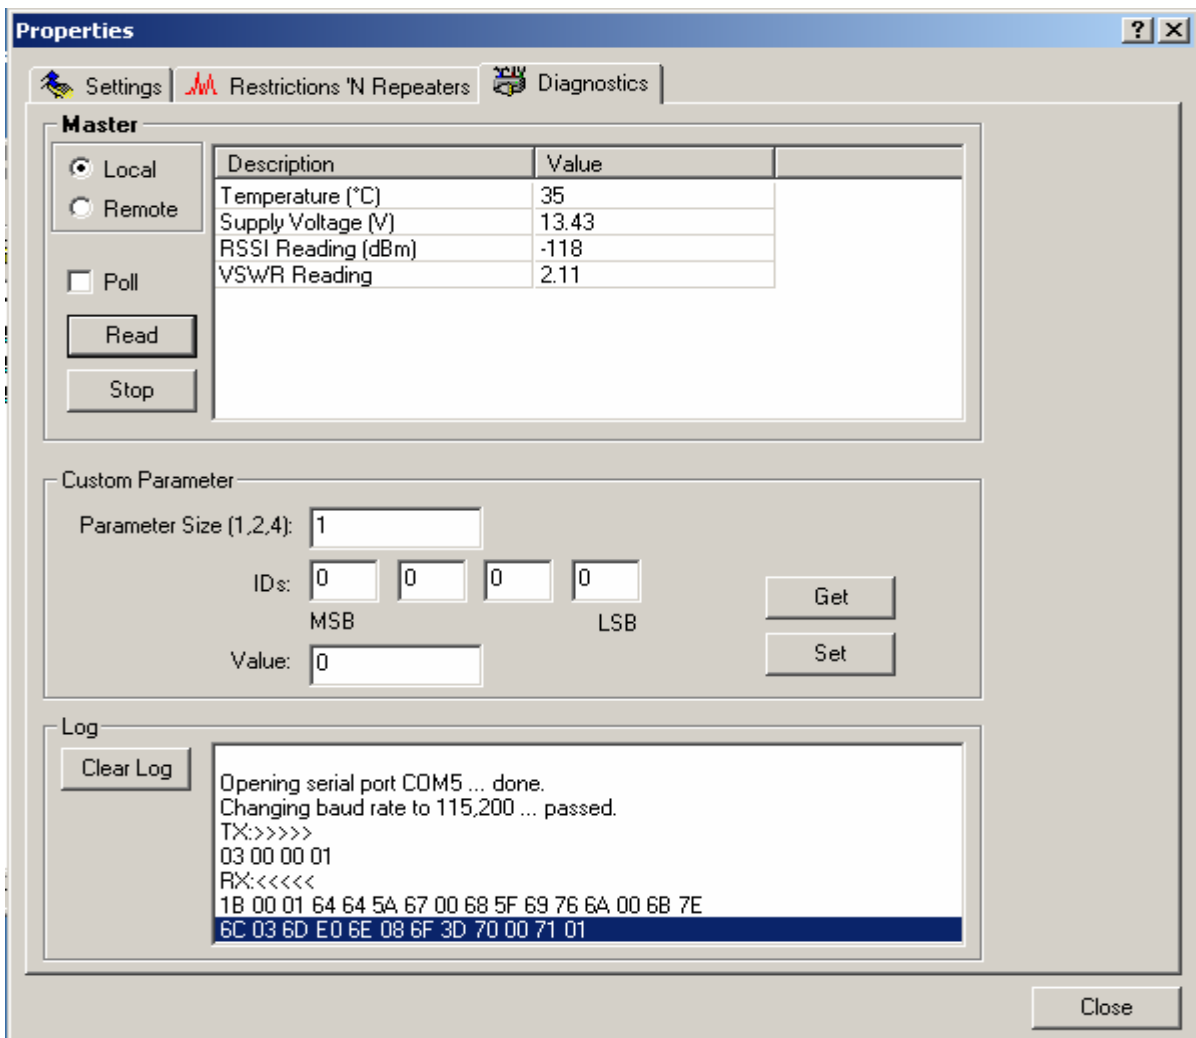 Properties
Settings Restrictions 'N Repeaters Diagnostics
Master
Local
Remote
Poll
Read
Stop
Description Value
Temperature (°C) 35
Supply Voltage (V) 13.43
RSSI Reading (dBm) -118
VSWR Reading 2.11
Custom Parameter
Parameter Size (1,2,4): 1
IDs: 0 0 0 0
MSB LSB
Value: 0
Get
Set
Log
Clear Log
Opening serial port COM5 ... done.
Changing baud rate to 115,200 ... passed.
TX:>>>>>
03 00 00 01
RX:<<<<<
1B 00 01 64 64 5A 67 00 68 5F 69 76 6A 00 6B 7E
6C 03 6D E0 6E 08 6F 3D 70 00 71 01
Close